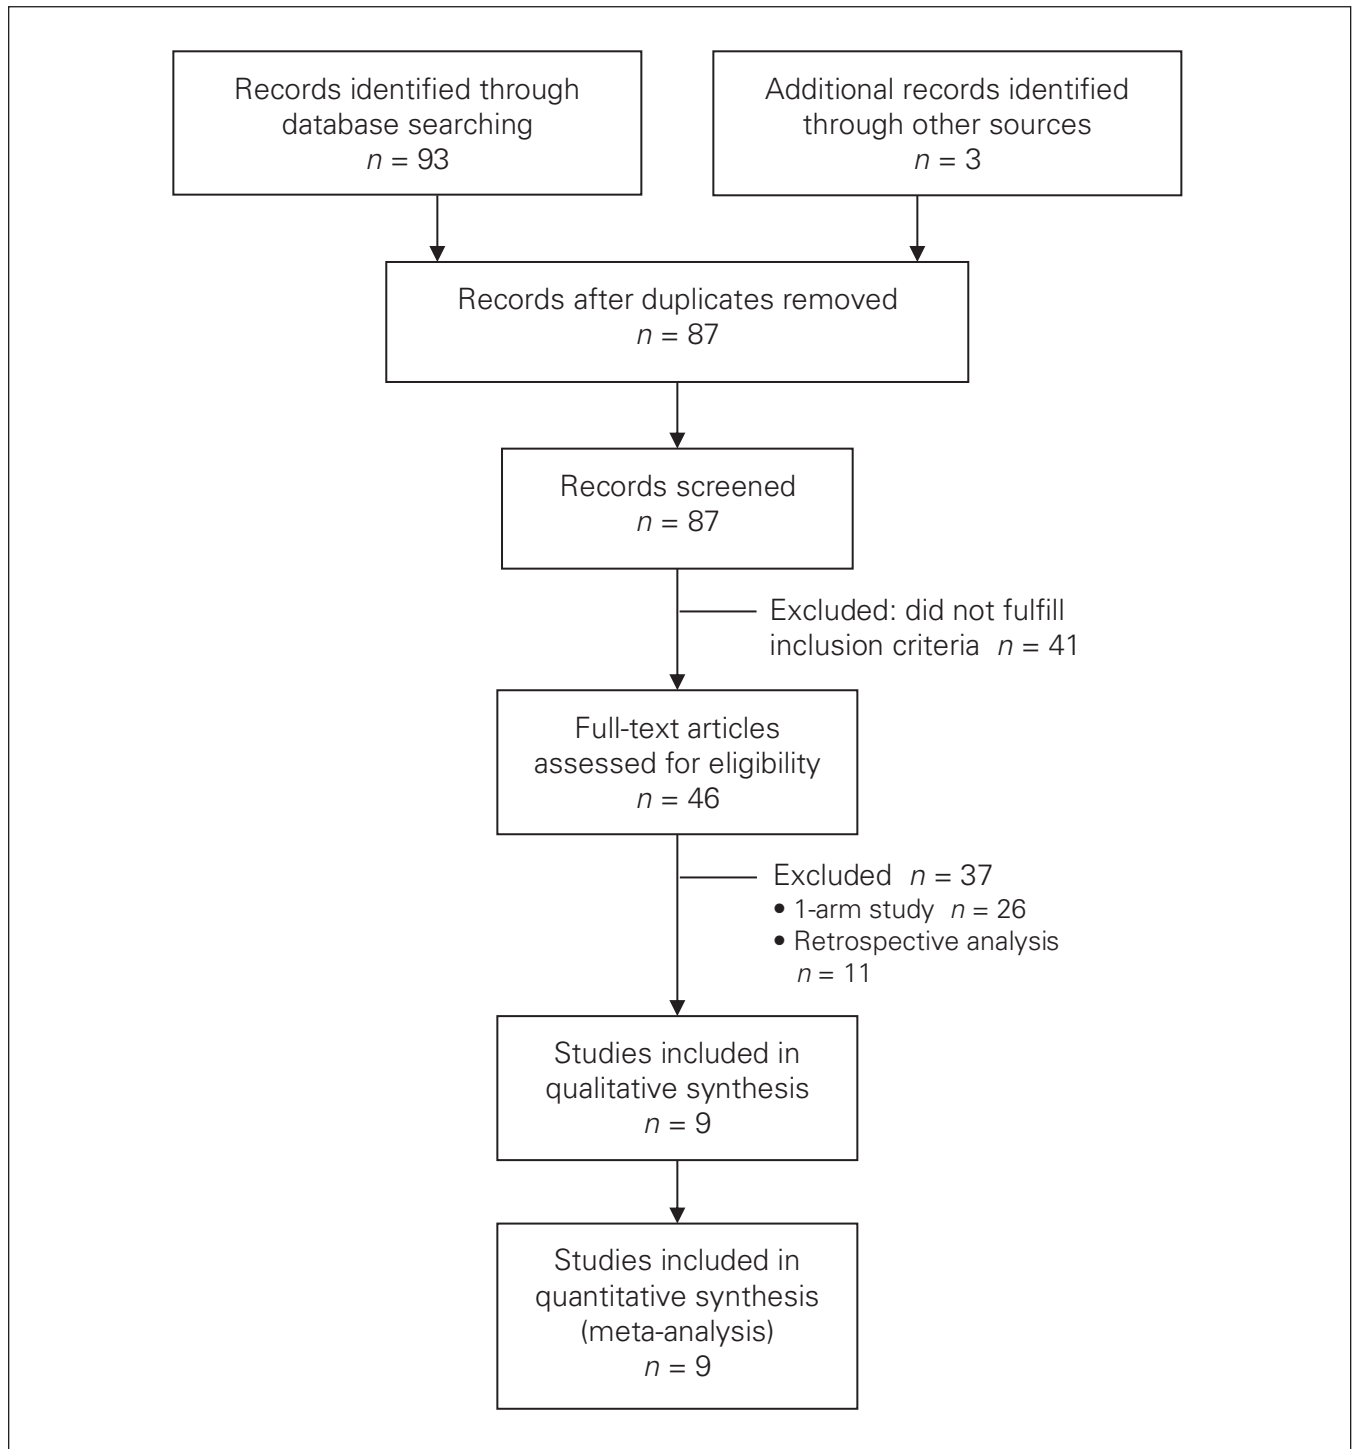 Records identified through
database searching
n = 93
Additional records identified
through other sources
n = 3
Records after duplicates removed
n = 87
Records screened
n = 87
Excluded: did not fulfill
inclusion criteria n = 41
Full-text articles
assessed for eligibility
n = 46
Excluded n = 37
• 1-arm study n = 26
• Retrospective analysis
n = 11
Studies included in
qualitative synthesis
n = 9
Studies included in
quantitative synthesis
(meta-analysis)
n = 9